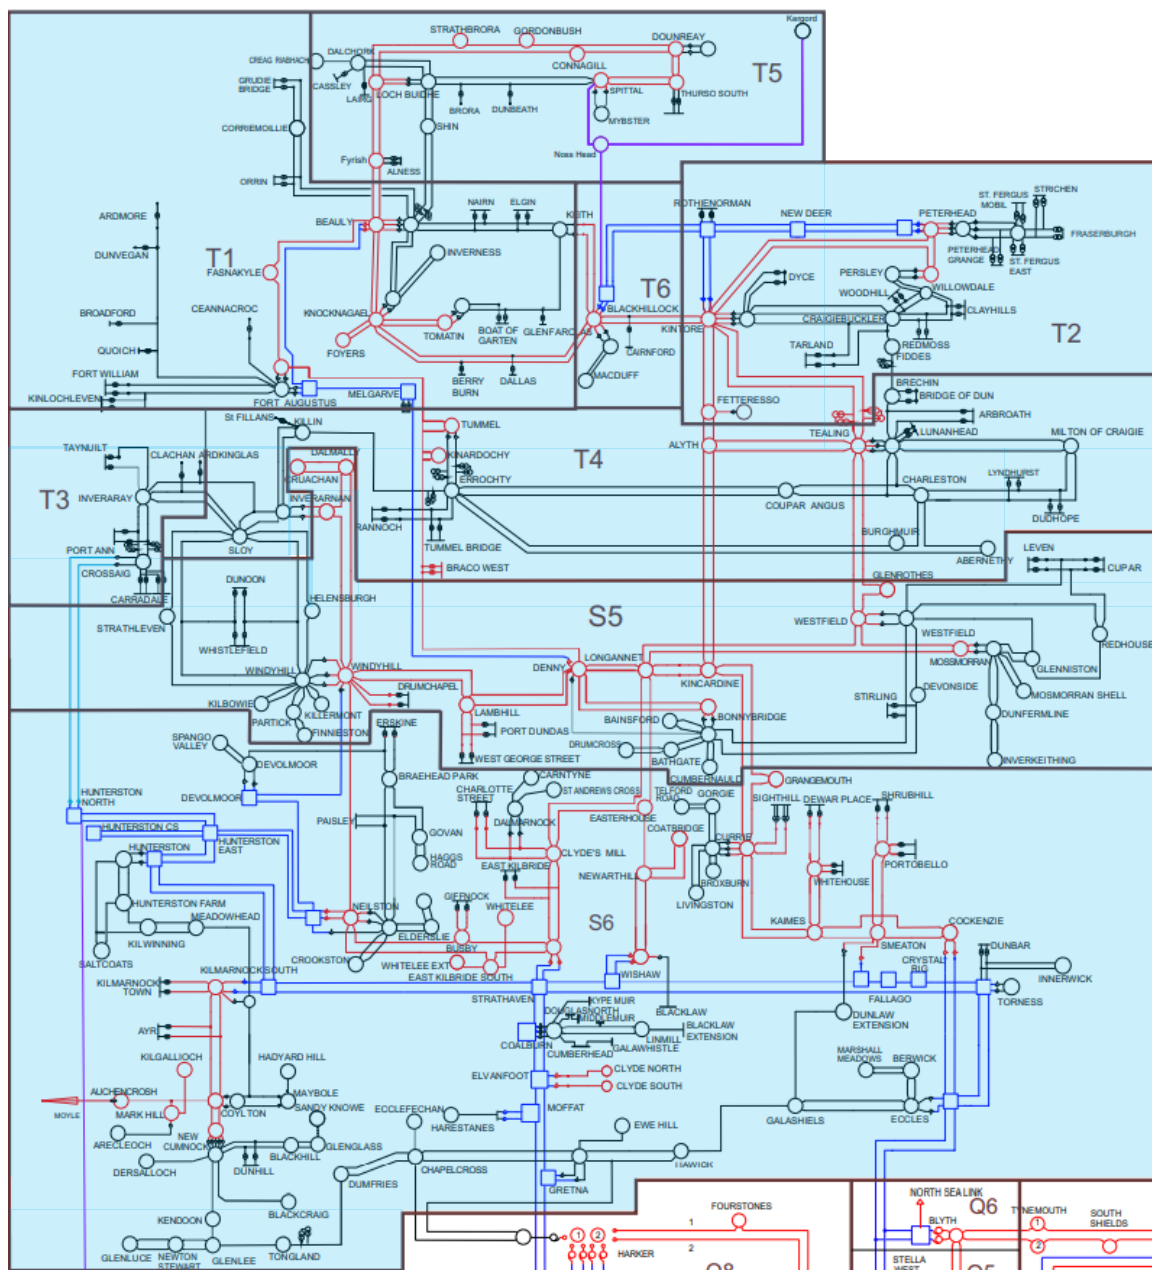 Kergord
STRATHBRORA
GORDONBUSH
DOUNREAY
CREAG RIABHACH
DALCHORK
CONNAGILL
T5
GRUDIE
BRIDGE
CASSLEY
LAIRG
LOCH BUIDHE
SPITTAL
THURSO SOUTH
BRORA
DUNBEATH
MYBSTER
CORRIEMOILLIE
SHIN
Noss Head
Fyrish
ALNESS
ORRIN
NAIRN
ELGIN
KEITH
ROTHIENORMAN
NEW DEER
PETERHEAD
ST. FERGUS
MOBIL
STRICHEN
ARDMORE
BEAULY
FRASERBURGH
DUNVEGAN
T1
INVERNESS
PETERHEAD
GRANGE
ST. FERGUS
EAST
FASNAKYLE
T6
DYCE
PERSLEY
WILLOWDALE
WOODHILL
CEANNACROC
BROADFORD
KNOCKNAGAEL
TOMATIN
BOAT OF
GARTEN
GLENFARCLAS
BLACKHILLOCK
KINTORE
CRAIGIEBUCKLER
CLAYHILLS
T2
FOYERS
CAIRNFORD
TARLAND
REDMOSS
FIDDES
QUOICH
BERRY
BURN
DALLAS
MACDUFF
FORT WILLIAM
KINLOCHLEVEN
FORT AUGUSTUS
MELGARVE
BRECHIN
BRIDGE OF DUN
FETTERESSO
ARBROATH
St FILLANS
KILLIN
TUMMEL
TEALING
LUNANHEAD
MILTON OF CRAIGIE
TAYNUILT
CLACHAN
ARDKINGLAS
DALMALLY
KINARDOCHY
T4
ALYTH
CRUACHAN
LYNDHURST
T3
INVERARAY
INVERARNAN
ERROCHTY
CHARLESTON
COUPAR ANGUS
RANNOCH
DUDHOPE
SLOY
TUMMEL BRIDGE
BURGHMUIR
PORT ANN
ABERNETHY
LEVEN
CROSSAIG
BRACO WEST
CUPAR
DUNOON
GLENROTHES
CARRADALE
HELENSBURGH
STRATHLEVEN
S5
WESTFIELD
WESTFIELD
REDHOUSE
WHISTLEFIELD
WINDYHILL
WINDYHILL
LONGANNET
DENNY
KINCARDINE
MOSSMORRAN
GLENNISTON
KILBOWIE
DRUMCHAPEL
STIRLING
DEVONSIDE
MOSMORRAN SHELL
PARTICK
KILLERMONT
LAMBHILL
BAINSFORD
BONNYBRIDGE
DUNFERMLINE
FINNIESTON
ERSKINE
PORT DUNDAS
SPANGO
VALLEY
DRUMCROSS
BATHGATE
WEST GEORGE STREET
CUMBERNAULD
INVERKEITHING
DEVOLMOOR
BRAEHEAD PARK
CARNTYNE
GRANGEMOUTH
CHARLOTTE
STREET
ST ANDREWS CROSS
TELFORD
ROAD
GORGIE
SIGHTHILL
DEWAR PLACE
SHRUBHILL
HUNTERSTON
NORTH
DEVOLMOOR
DALMARNOCK
EASTERHOUSE
PAISLEY
COATBRIDGE
HUNTERSTON CS
HUNTERSTON
EAST
GOVAN
CURRIE
HUNTERSTON
HAGGS
ROAD
CLYDE'S MILL
EAST KILBRIDE
NEWARTHILL
BROXBURN
WHITEHOUSE
PORTOBELLO
LIVINGSTON
HUNTERSTON FARM
MEADOWHEAD
NEILSTON
GIFFNOCK
WHITELEE
S6
KAIMES
COCKENZIE
KILWINNING
ELDERSLIE
BUSBY
SMEATON
SALTCOATS
CROOKSTON
WHITELEE EXT
CRYSTAL
RIG
DUNBAR
INNERWICK
KILMARNOCK SOUTH
EAST KILBRIDE SOUTH
WISHAW
KILMARNOCK
TOWN
STRATHAVEN
FALLAGO
TORNESS
KYPE MUIR
DOUGLASNORTH
MIDDLEMUIR
BLACKLAW
DUNLAW
EXTENSION
AYR
COALBURN
LINMILL
BLACKLAW
EXTENSION
CUMBERHEAD
GALAWHISTLE
KILGALLIOCH
HADYARD HILL
MARSHALL
MEADOWS
BERWICK
ELVANFOOT
CLYDE NORTH
CLYDE SOUTH
AUCHENCROSH
MAYBOLE
MOYLE
MARK HILL
COYLTON
SANDY KNOWE
ECCLEFECHAN
MOFFAT
HARESTANES
GALASHIELS
ECCLES
ARECLEOCH
NEW
CUMNOCK
GLENGLASS
EWE HILL
BLACKHILL
DERSALLOCH
DUNHILL
CHAPELCROSS
HAWICK
DUMFRIES
GRETNA
KENDOON
BLACKCRAIG
FOURSTONES
NORTH SEA LINK
Q6
TYNEMOUTH
SOUTH
SHIELDS
GLENLUCE
NEWTON
STEWART
GLENLEE
TONGLAND
1
2
HARKER
1
2
BLYTH
1
2
STELLA
WEST
Q8
Q5